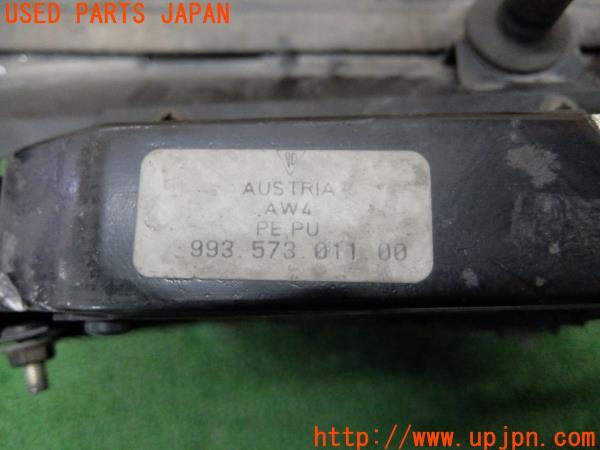 USED PARTS JAPAN
AUSTRIA
AW4
PE,PU
993 573 011 00
http://www.upjpn.com/